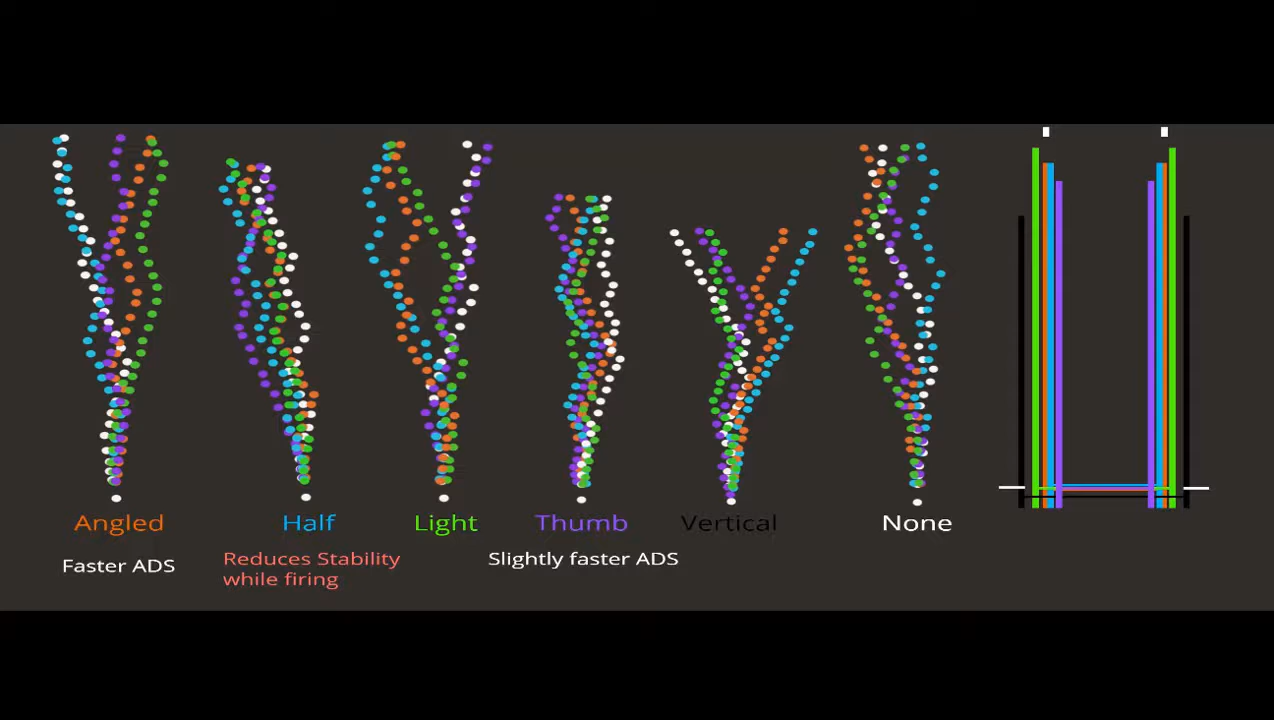 Angled
Half
Light
Thumb
Vertical
None
Faster ADS
Reduces Stability
while firing
Slightly faster ADS